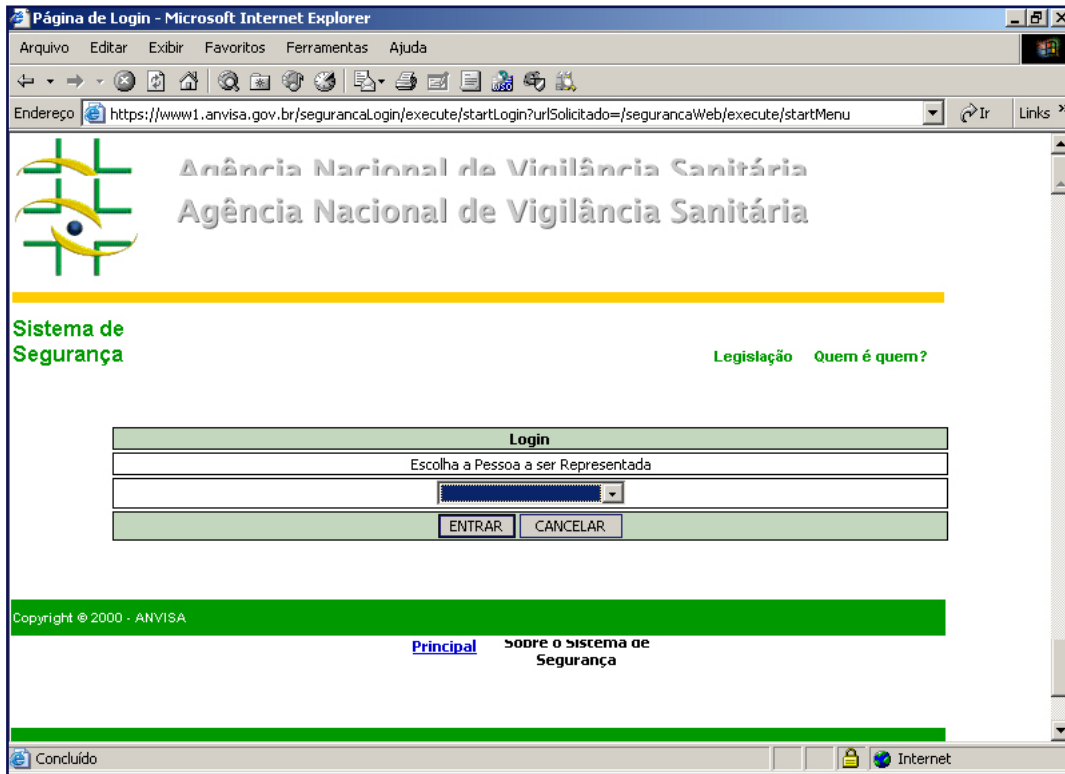 Página de Login - Microsoft Internet Explorer
Arquivo Editar Exibir Favoritos Ferramentas Ajuda
Endereço https://www1.anvisa.gov.br/segurancaLogin/execute/startLogin?urlSolicitado=/segurancaWeb/execute/startMenu Ir Links
Agência Nacional de Vigilância Sanitária
Agência Nacional de Vigilância Sanitária
Sistema de
Segurança
Legislação Quem é quem?
Login
Escolha a Pessoa a ser Representada
ENTRAR CANCELAR
Copyright © 2000 - ANVISA
Principal Sobre o Sistema de
Segurança
Concluído Internet